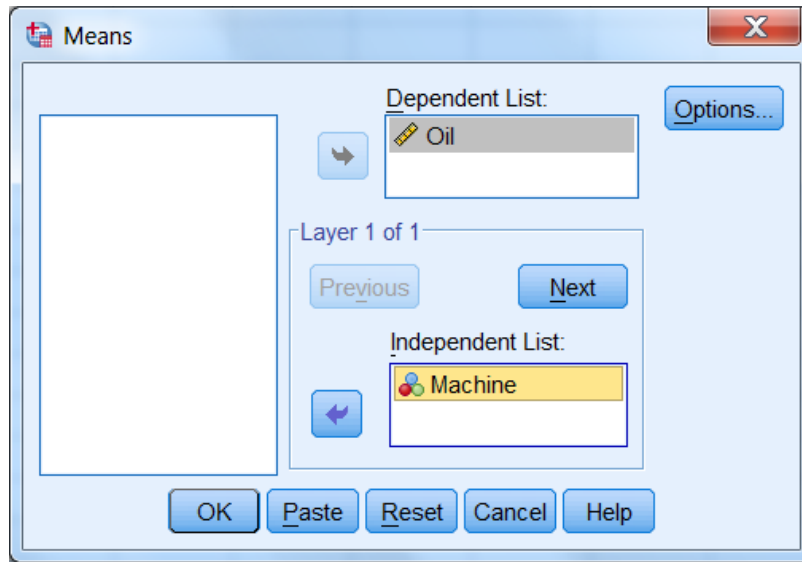 Means
X
Dependent List:
Options...
Oil
Layer 1 of 1
Previous
Next
Independent List:
Machine
OK Paste Reset Cancel Help